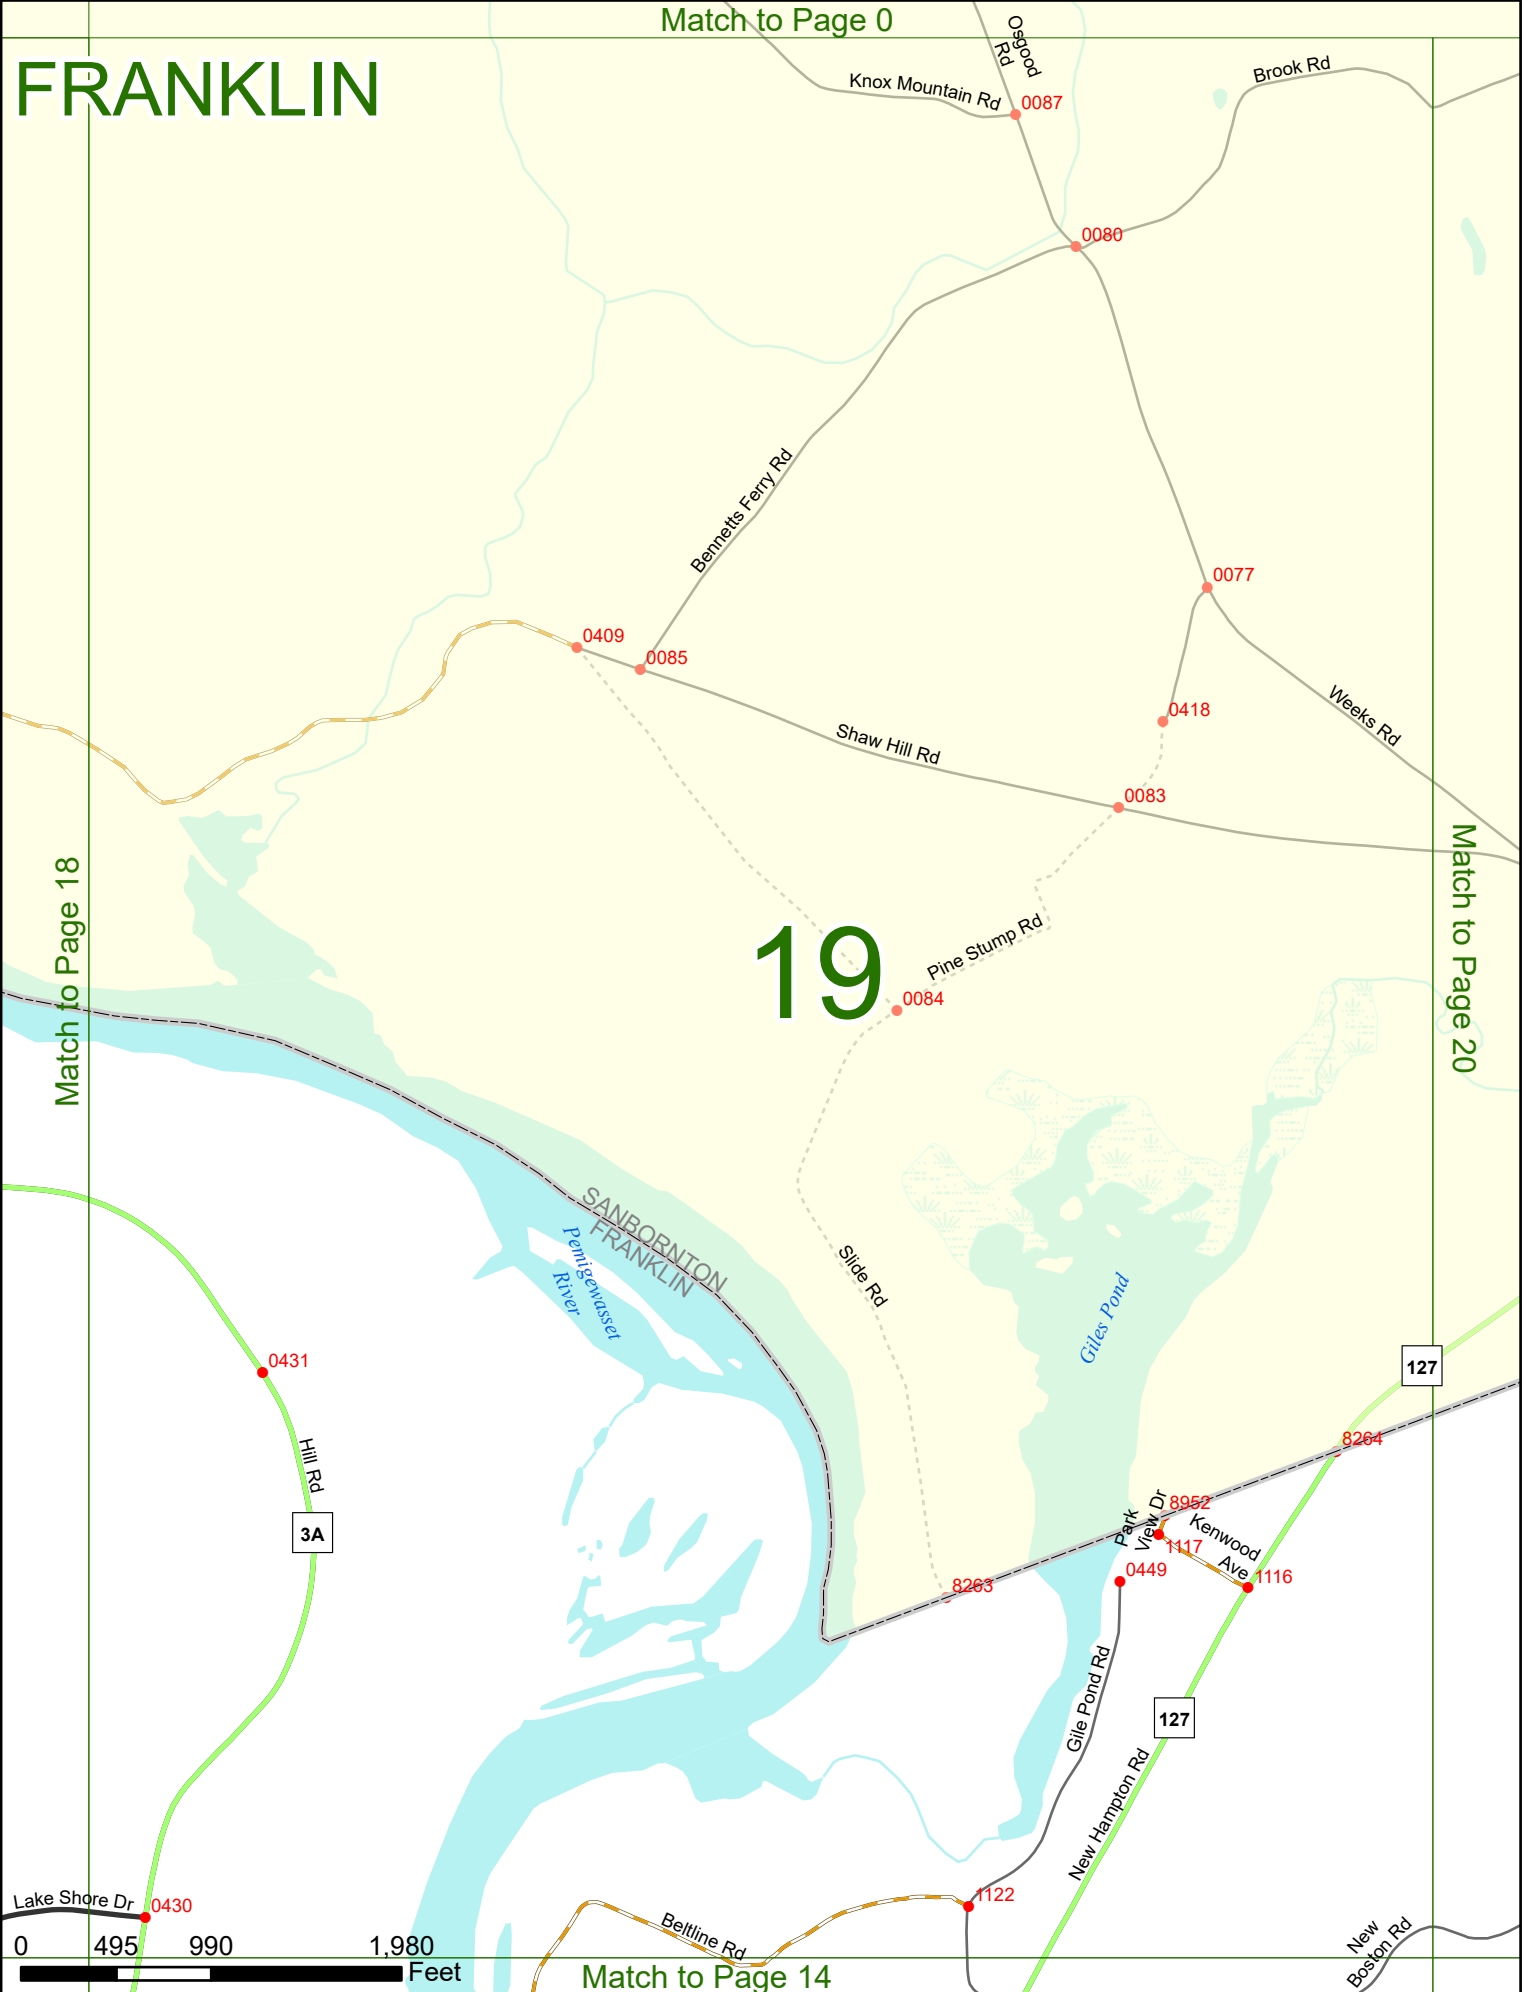 Match to Page 0
FRANKLIN
Osgood
Rd
Knox Mountain Rd
0087
Brook Rd
0080
Bennetts Ferry Rd
0077
0409
0085
0418
Weeks Rd
Shaw Hill Rd
0083
Match to Page 18
Match to Page 20
19
Pine Stump Rd
0084
SANBORNTON
FRANKLIN
Pemigewasset
River
Slide Rd
Giles Pond
127
0431
8264
Hill Rd
3A
8952
Park
View Dr
Kenwood
Ave
1117
0449
1116
8263
Gile Pond Rd
127
New Hampton Rd
Lake Shore Dr
0430
1122
Beltline Rd
New
Boston Rd
0 495 990 1,980
Feet
Match to Page 14